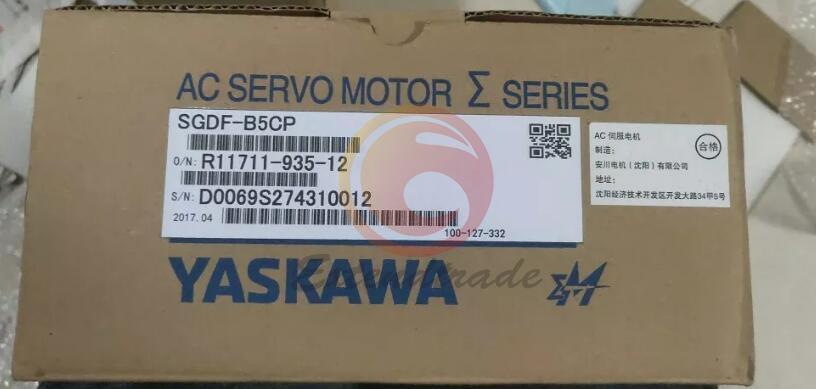 AC SERVO MOTOR Σ SERIES
SGDF-B5CP
O/N: R11711-935-12
S/N: D0069S274310012
2017.04
100-127-332
AC 伺服电机
制造:
安川电机（沈阳）有限公司
地址:
沈阳经济技术开发区开发大路34甲5号
合格
YASKAWA